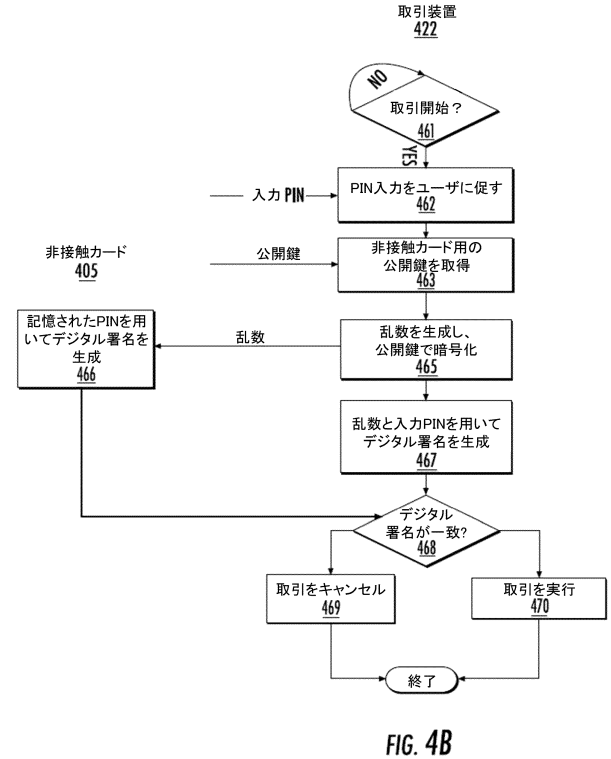 取引装置
422
NO
取引開始？
461
YES
入力 PIN
PIN入力をユーザに促す
462
非接触カード
405
公開鍵
非接触カード用の
公開鍵を取得
463
記憶されたPINを用
いてデジタル署名を
生成
466
乱数
乱数を生成し、
公開鍵で暗号化
465
乱数と入力PINを用いて
デジタル署名を生成
467
デジタル
署名が一致?
468
取引をキャンセル
469
取引を実行
470
終了
FIG. 4B